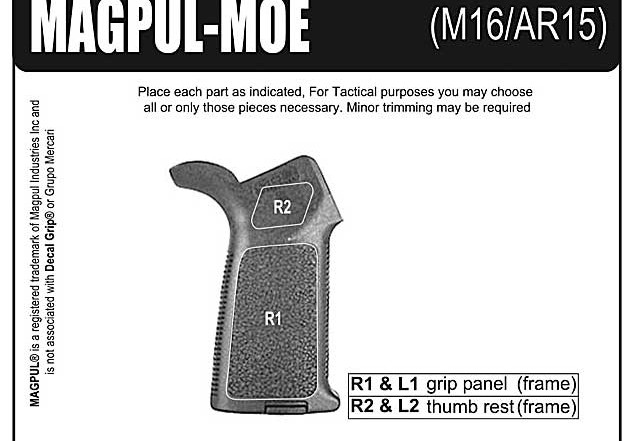 MAGPUL-MOE (M16/AR15)
Place each part as indicated, For Tactical purposes you may choose
all or only those pieces necessary. Minor trimming may be required
MAGPUL® is a registered trademark of Magpul Industries Inc and
is not associated with Decal Grip® or Grupo Mercari
R2
R1
R1 & L1 grip panel (frame)
R2 & L2 thumb rest (frame)